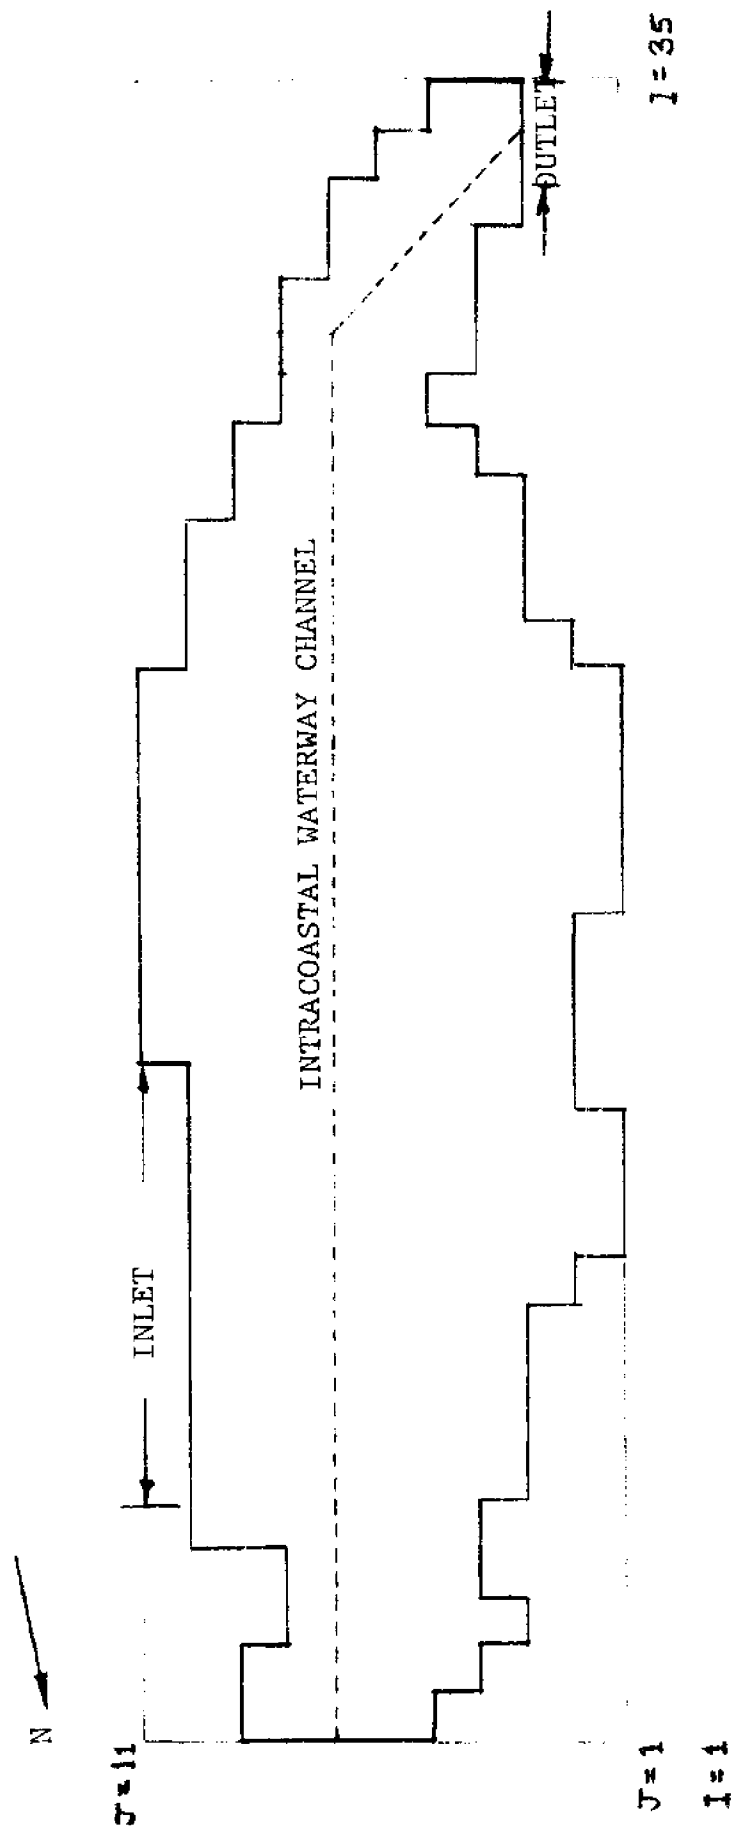 N
J=11
INLET
INTRACOASTAL WATERWAY CHANNEL
OUTLET
J=1
I=1
I=35